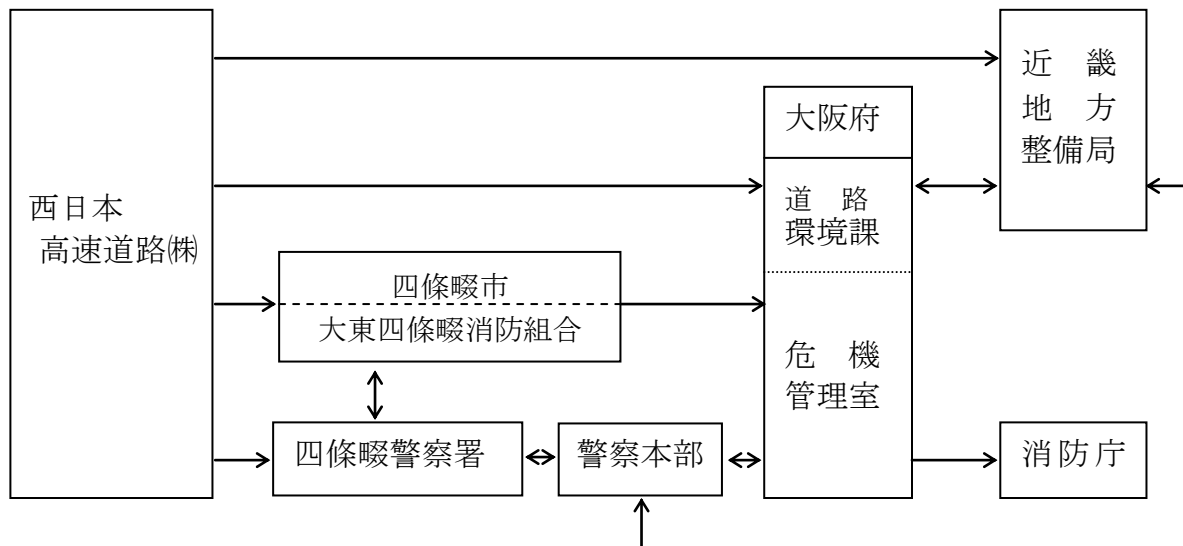 西日本
高速道路㈱
四條畷市
大東四條畷消防組合
四條畷警察署
警察本部
大阪府
道 路
環境課
危 機
管理室
近 畿
地 方
整備局
消防庁